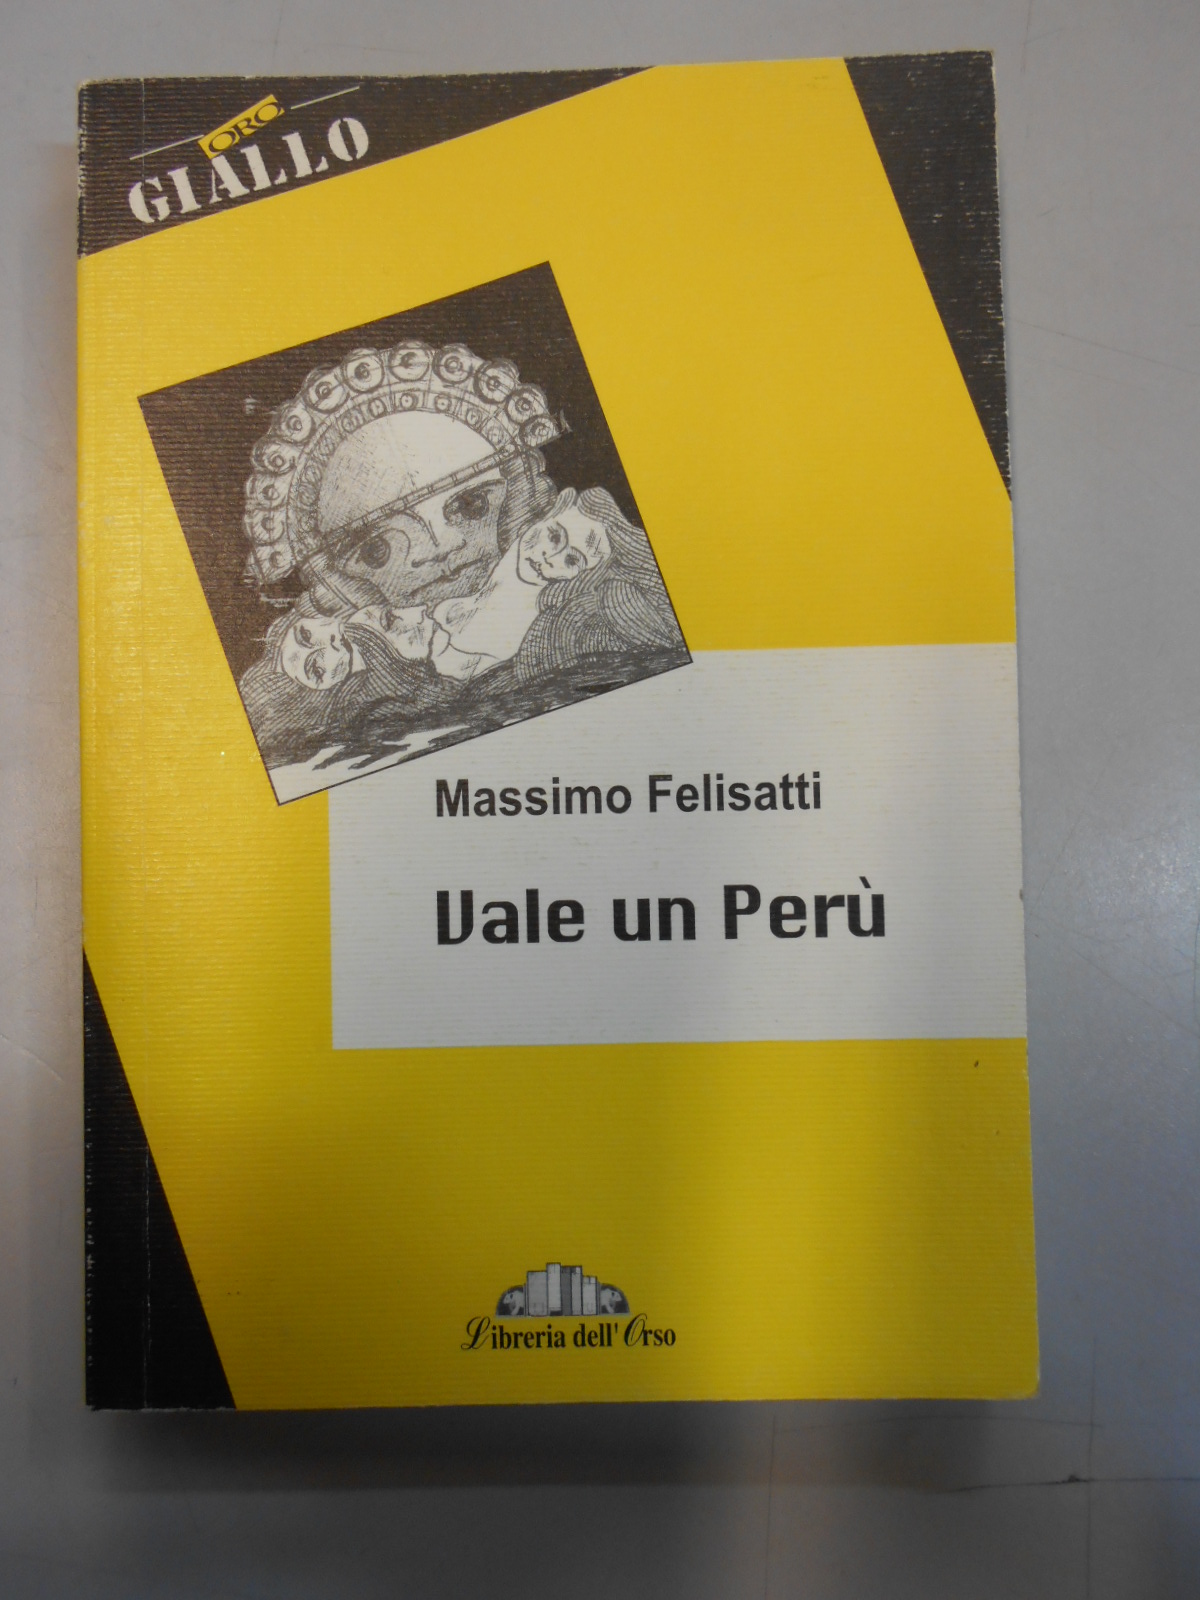 ORO
GIALLO
Massimo Felisatti
Vale un Perù
Libreria dell'Orso